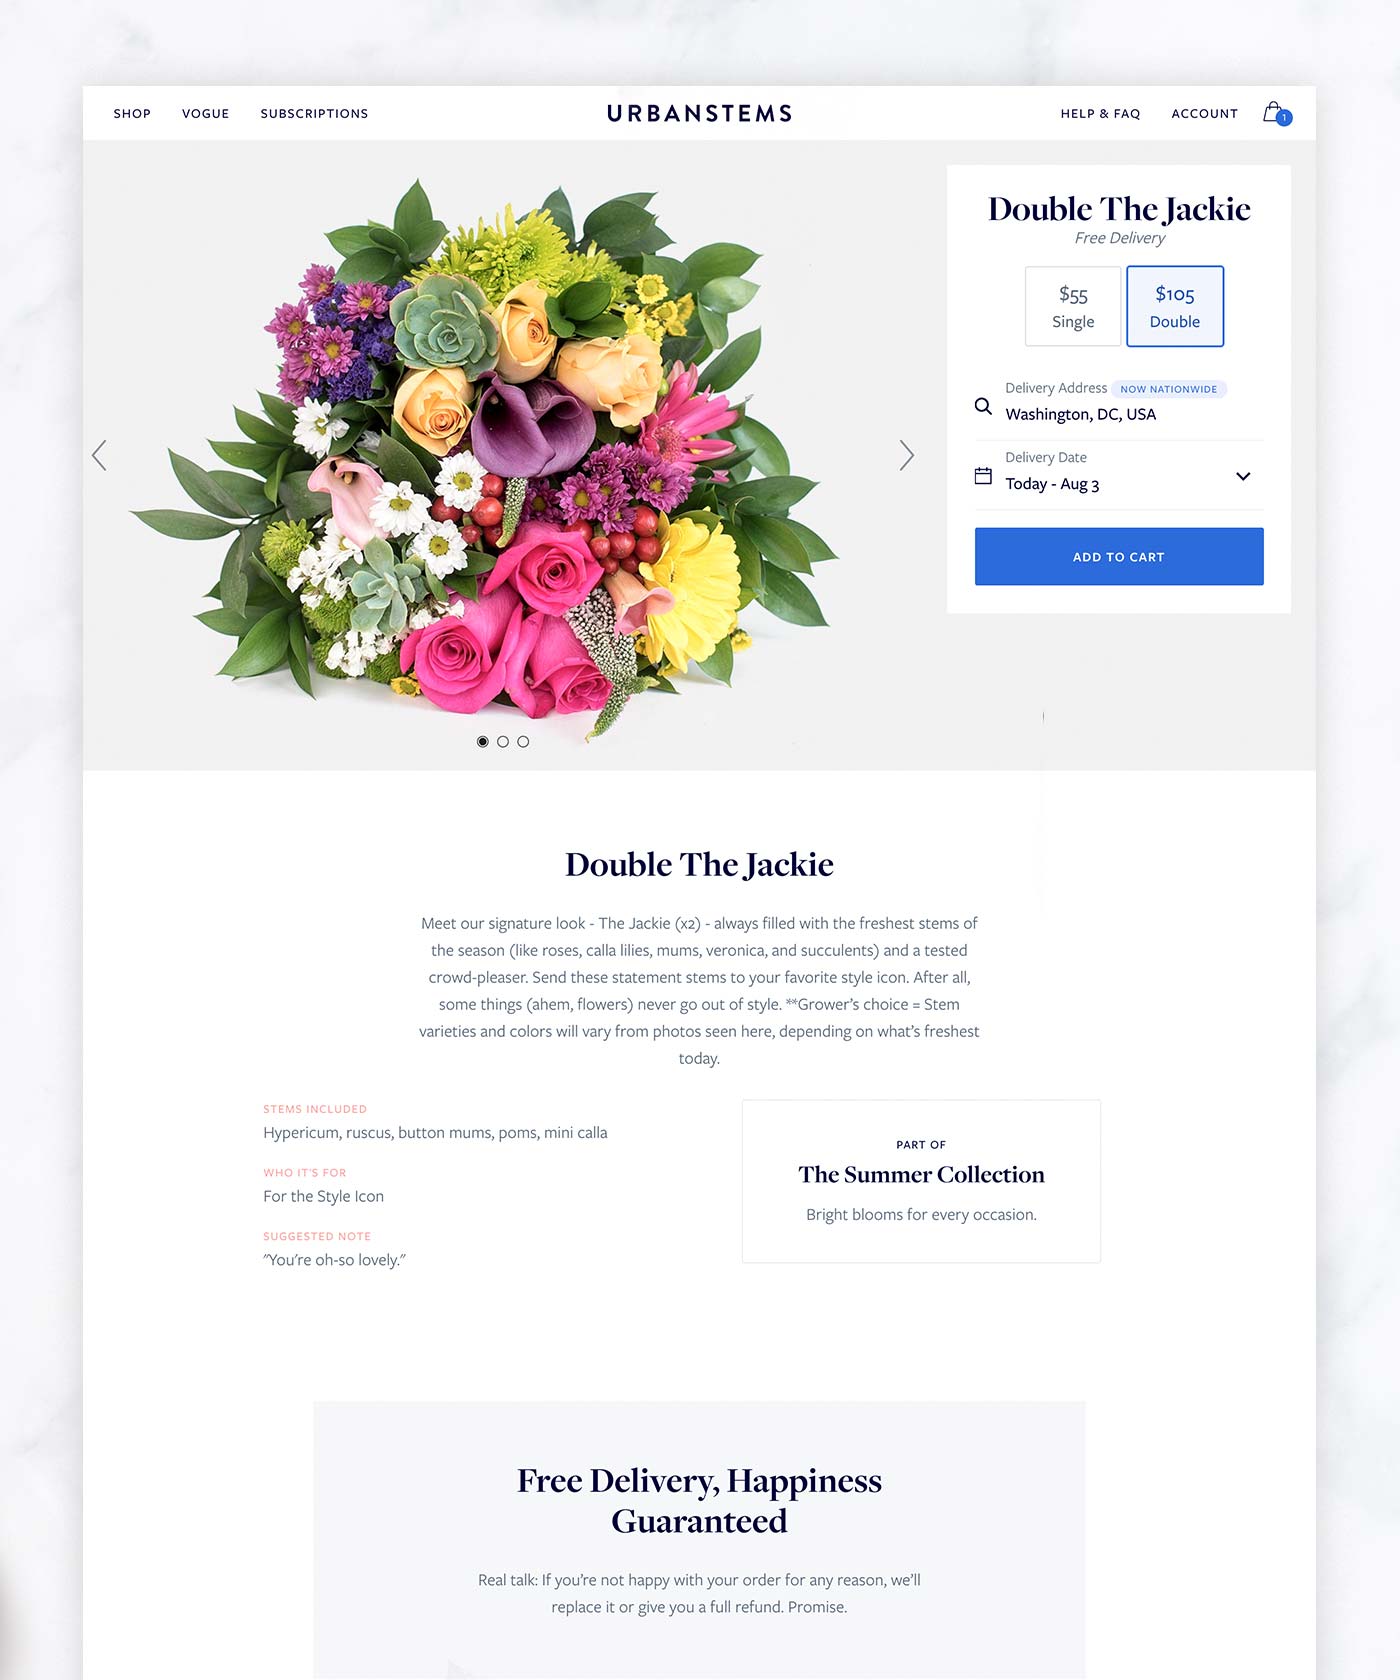 SHOP VOGUE SUBSCRIPTIONS URBANSTEMS HELP & FAQ ACCOUNT 1
Double The Jackie
Free Delivery
$55 $105
Single Double
Delivery Address NOW NATIONWIDE
Washington, DC, USA
Delivery Date
Today - Aug 3
ADD TO CART
Double The Jackie
Meet our signature look - The Jackie (x2) - always filled with the freshest stems of
the season (like roses, calla lilies, mums, veronica, and succulents) and a tested
crowd-pleaser. Send these statement stems to your favorite style icon. After all,
some things (ahem, flowers) never go out of style. **Grower's choice = Stem
varieties and colors will vary from photos seen here, depending on what's freshest
today.
STEMS INCLUDED
Hypericum, ruscus, button mums, poms, mini calla
WHO IT'S FOR
For the Style Icon
SUGGESTED NOTE
"You're oh-so lovely."
PART OF
The Summer Collection
Bright blooms for every occasion.
Free Delivery, Happiness
Guaranteed
Real talk: If you're not happy with your order for any reason, we'll
replace it or give you a full refund. Promise.